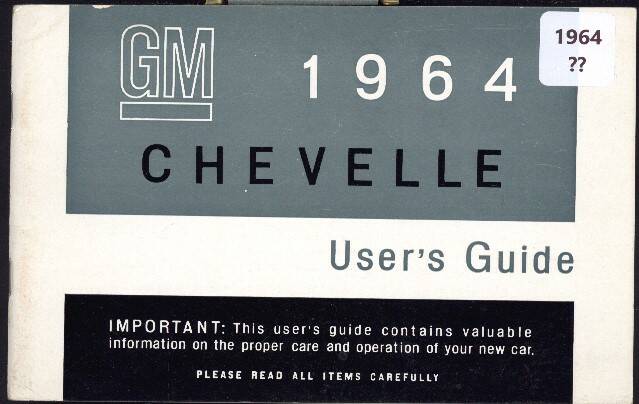 GM
1964
1964
??
CHEVELLE
User's Guide
IMPORTANT: This user's guide contains valuable
information on the proper care and operation of your new car.
PLEASE READ ALL ITEMS CAREFULLY